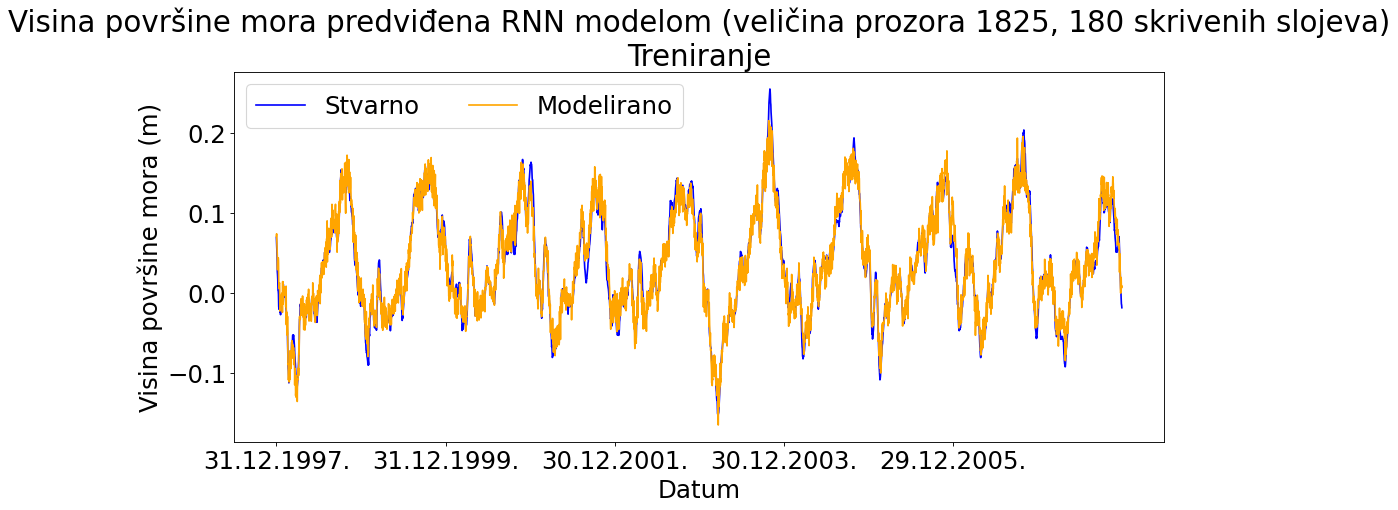 Visina površine mora predviđena RNN modelom (veličina prozora 1825, 180 skrivenih slojeva)
Treniranje
Stvarno Modelirano
Visina površine mora (m)
0.2
0.1
0.0
−0.1
31.12.1997. 31.12.1999. 30.12.2001. 30.12.2003. 29.12.2005.
Datum